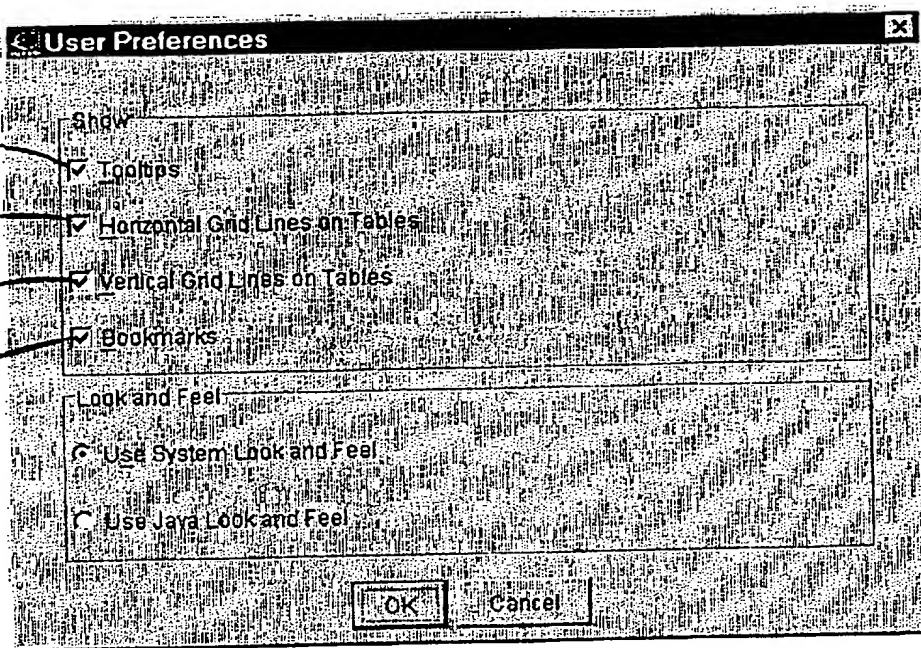 User Preferences
Show
Tooltips
Horizontal Grid Lines on Tables
Vertical Grid Lines on Tables
Bookmarks
Look and Feel
Use System Look and Feel
Use Java Look and Feel
OK
Cancel